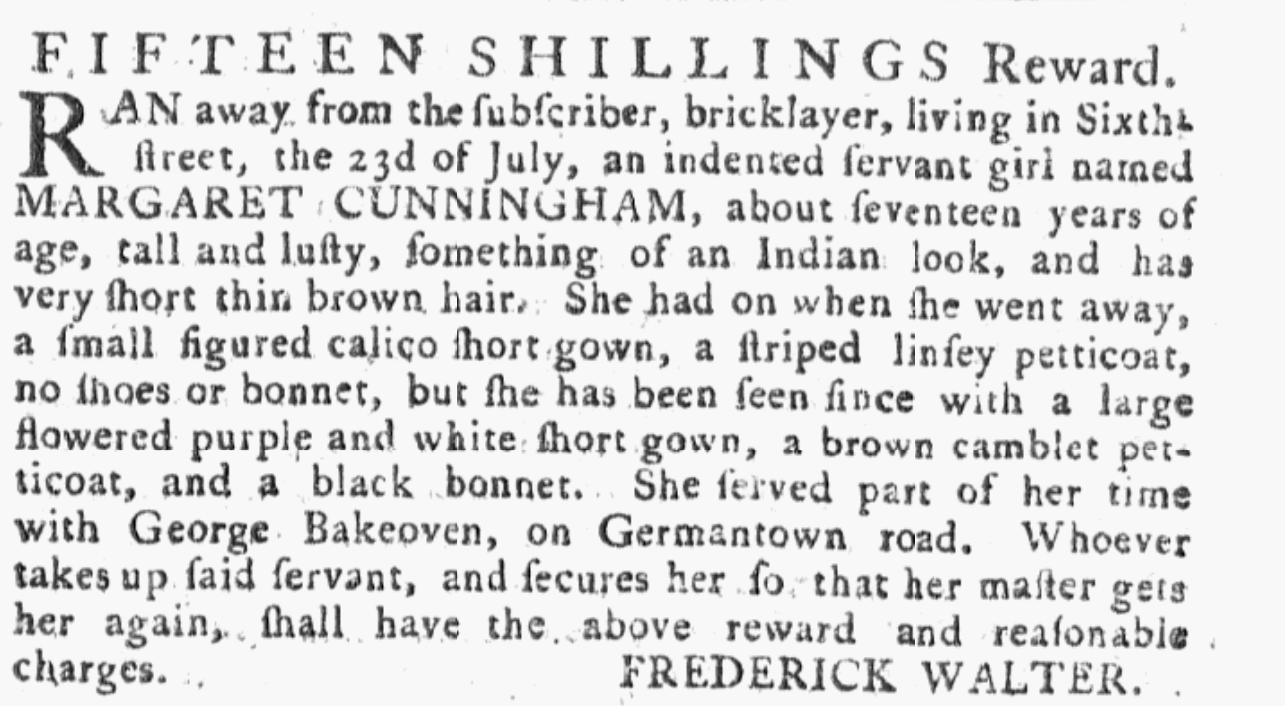 FIFTEEN SHILLINGS Reward.
RAN away from the ſubſcriber, bricklayer, living in Sixth-
ſtreet, the 23d of July, an indented ſervant girl named
MARGARET CUNNINGHAM, about ſeventeen years of
age, tall and luſty, ſomething of an Indian look, and has
very ſhort thin brown hair. She had on when ſhe went away,
a ſmall figured calico ſhort gown, a ſtriped linſey petticoat,
no ſhoes or bonnet, but ſhe has been ſeen ſince with a large
flowered purple and white ſhort gown, a brown camblet pet-
ticoat, and a black bonnet. She ſerved part of her time
with George Bakeoven, on Germantown road. Whoever
takes up ſaid ſervant, and ſecures her ſo that her maſter gets
her again, ſhall have the above reward and reaſonable
charges. FREDERICK WALTER.